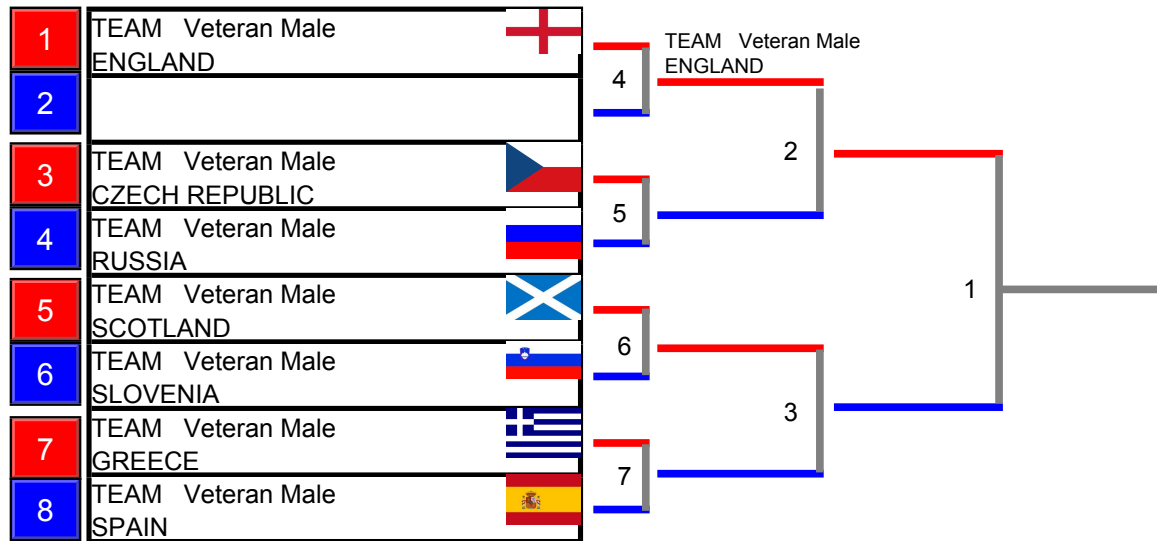 1
TEAM Veteran Male
ENGLAND
2
3
TEAM Veteran Male
CZECH REPUBLIC
4
TEAM Veteran Male
RUSSIA
5
TEAM Veteran Male
SCOTLAND
6
TEAM Veteran Male
SLOVENIA
7
TEAM Veteran Male
GREECE
8
TEAM Veteran Male
SPAIN
4
5
6
7
TEAM Veteran Male
ENGLAND
2
3
1